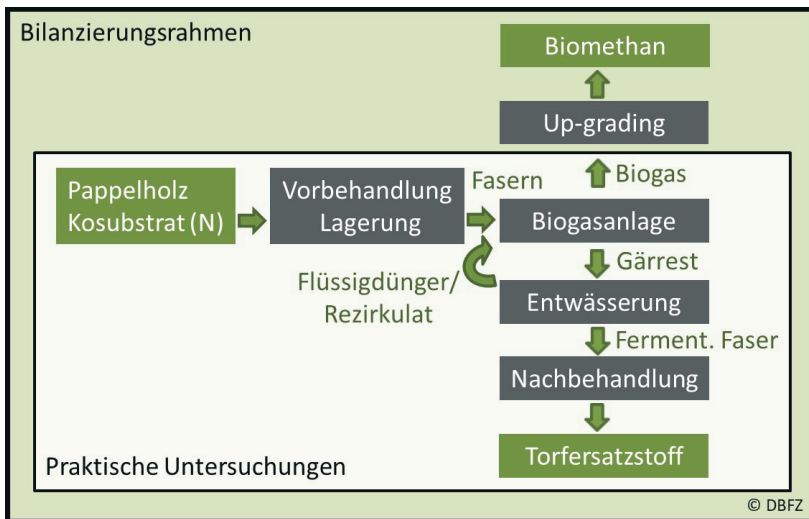 Bilanzierungsrahmen
Biomethan
Up-grading
Biogas
Pappelholz
Kosubstrat (N)
Vorbehandlung
Lagerung
Fasern
Biogasanlage
Gärrest
Flüssigdünger/
Rezirkulat
Entwässerung
Ferment. Faser
Nachbehandlung
Torfersatzstoff
Praktische Untersuchungen
© DBFZ